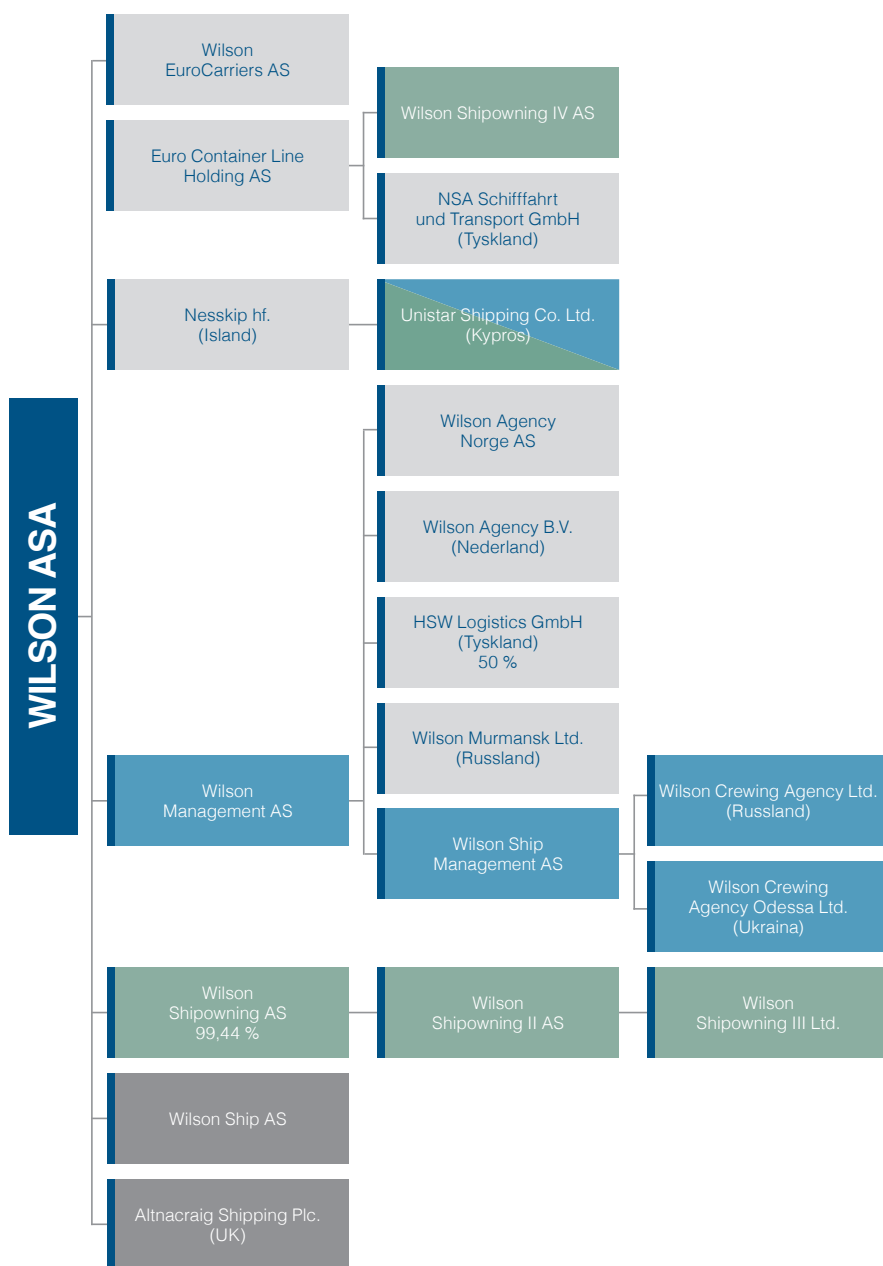 WILSON ASA
Wilson
EuroCarriers AS
Euro Container Line
Holding AS
Wilson Shipowning IV AS
NSA Schifffahrt
und Transport GmbH
(Tyskland)
Nesskip hf.
(Island)
Unistar Shipping Co. Ltd.
(Kypros)
Wilson
Management AS
Wilson Agency
Norge AS
Wilson Agency B.V.
(Nederland)
HSW Logistics GmbH
(Tyskland)
50 %
Wilson Murmansk Ltd.
(Russland)
Wilson Ship
Management AS
Wilson Crewing Agency Ltd.
(Russland)
Wilson Crewing
Agency Odessa Ltd.
(Ukraina)
Wilson
Shipowning AS
99,44 %
Wilson
Shipowning II AS
Wilson
Shipowning III Ltd.
Wilson Ship AS
Altnacraig Shipping Plc.
(UK)